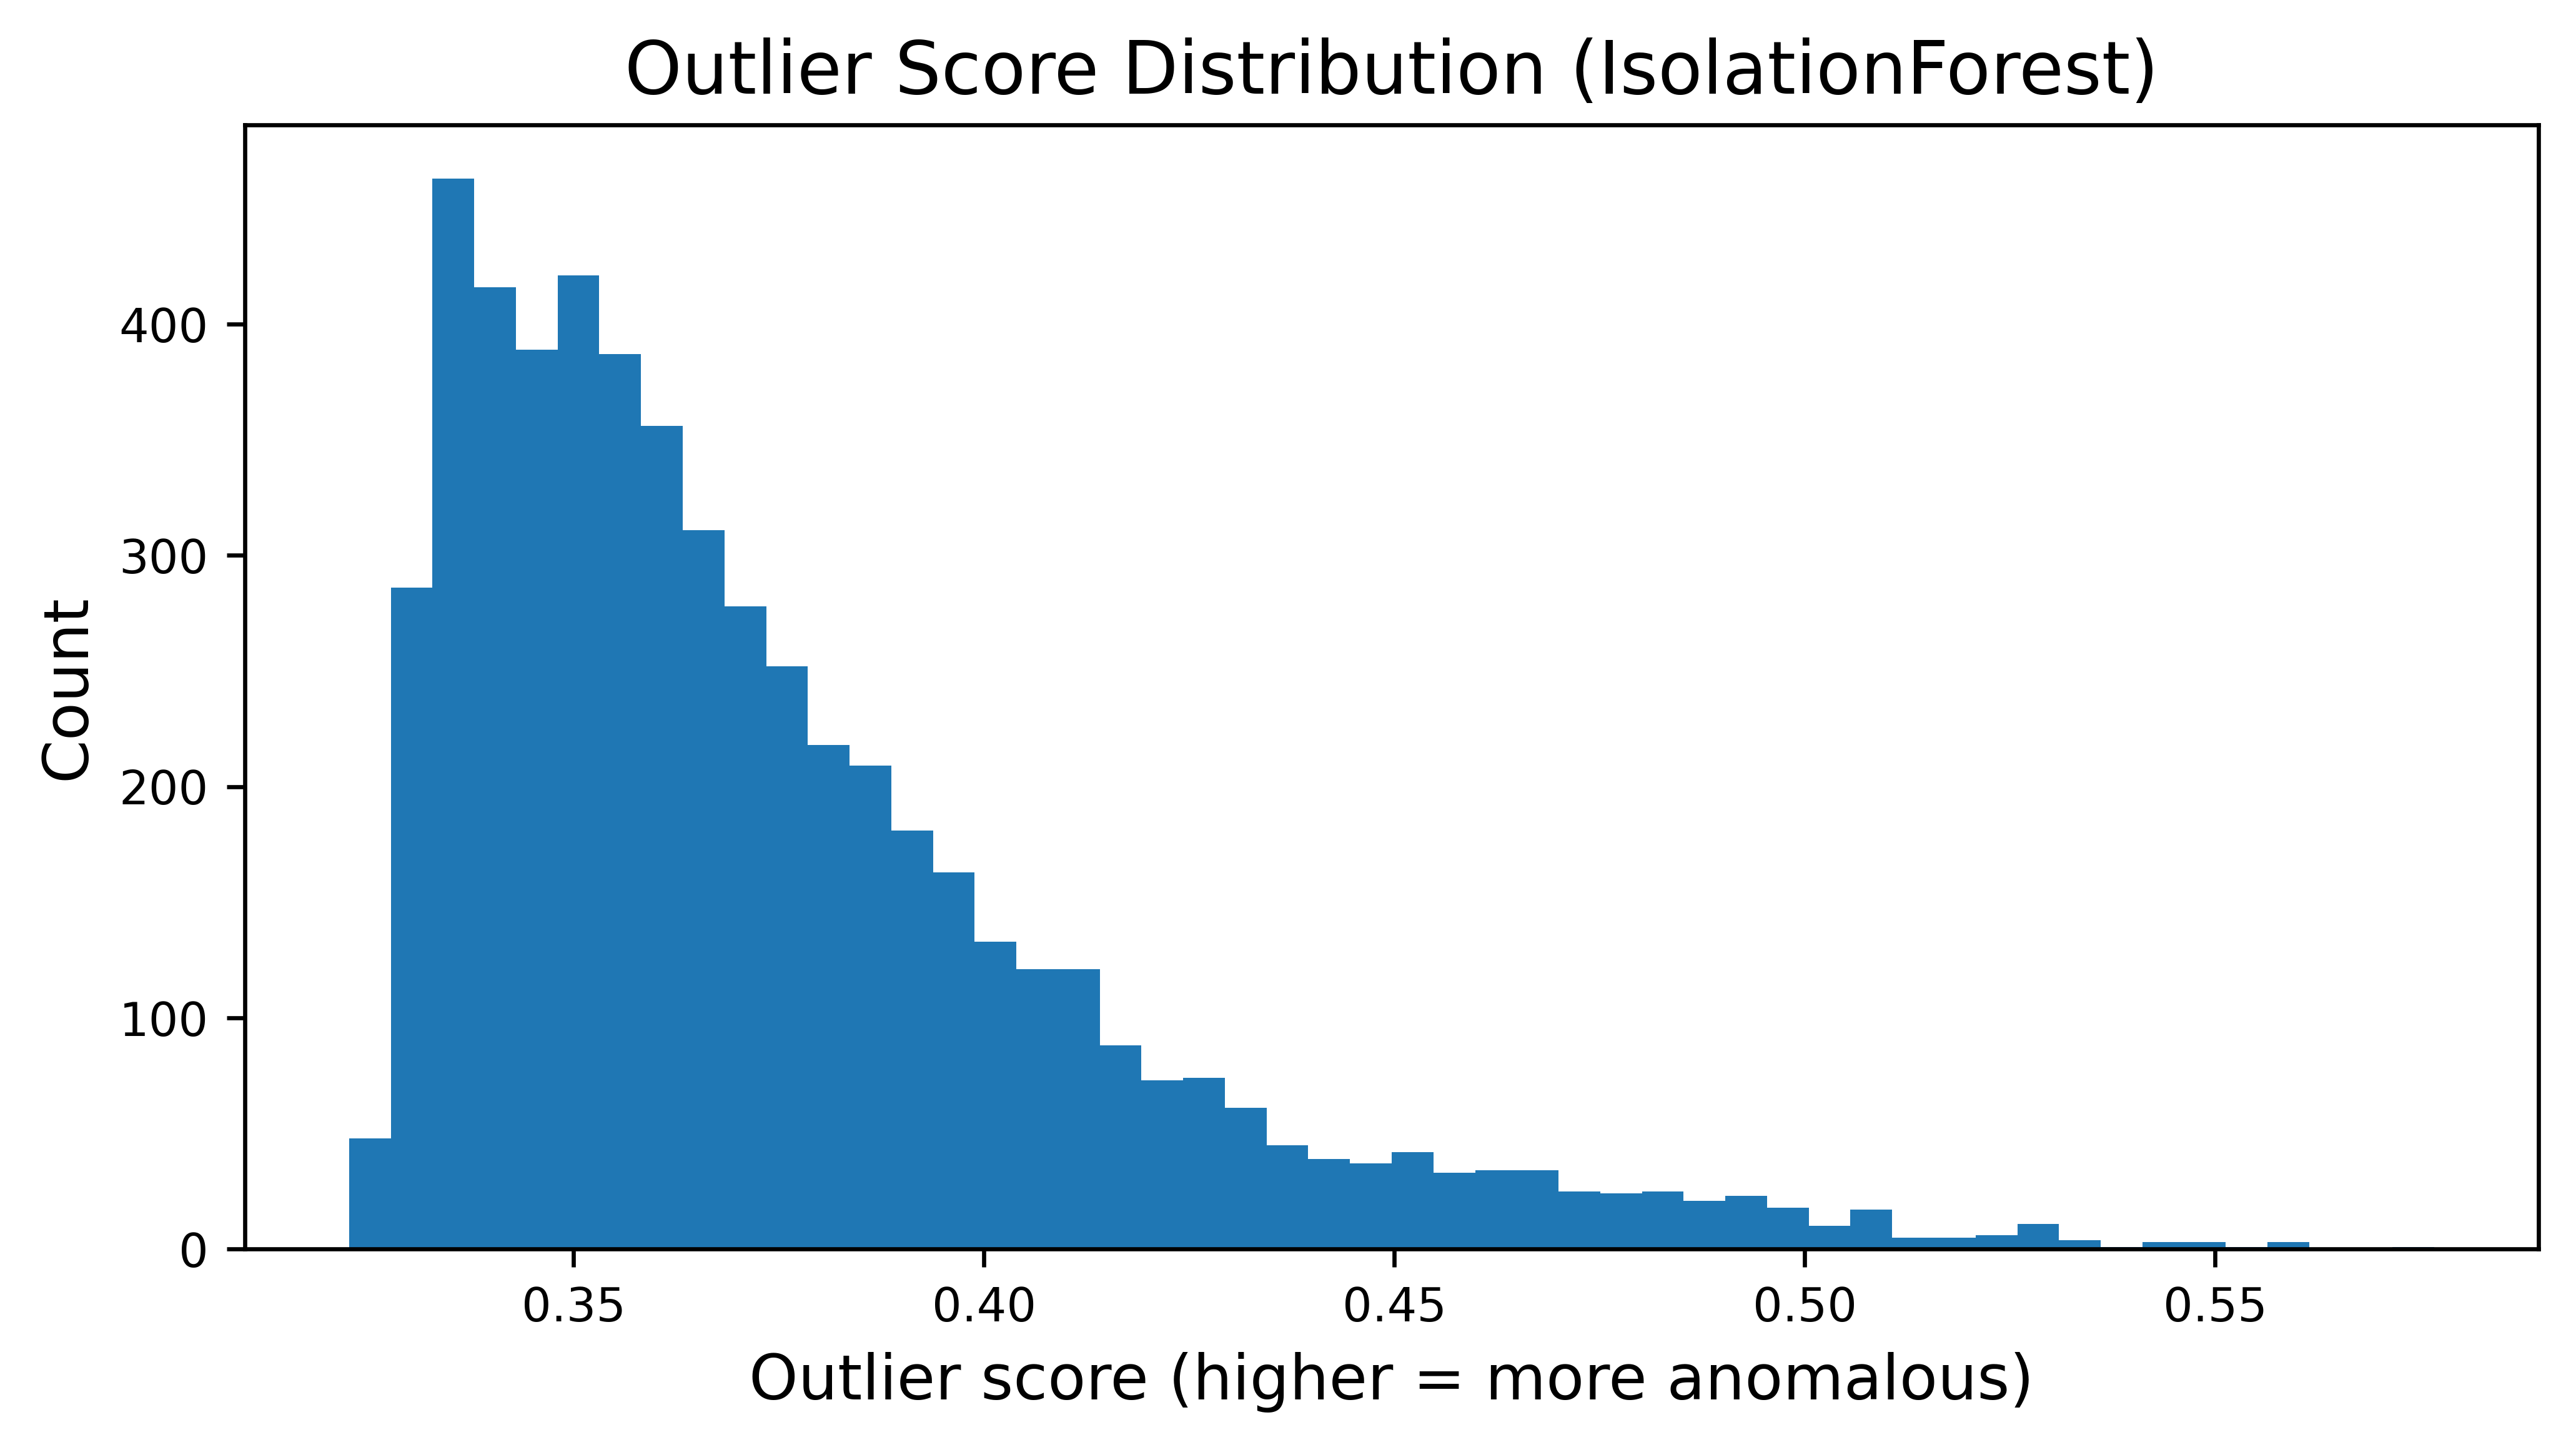 Outlier Score Distribution (IsolationForest)
Count
400
300
200
100
0
0.35 0.40 0.45 0.50 0.55
Outlier score (higher = more anomalous)